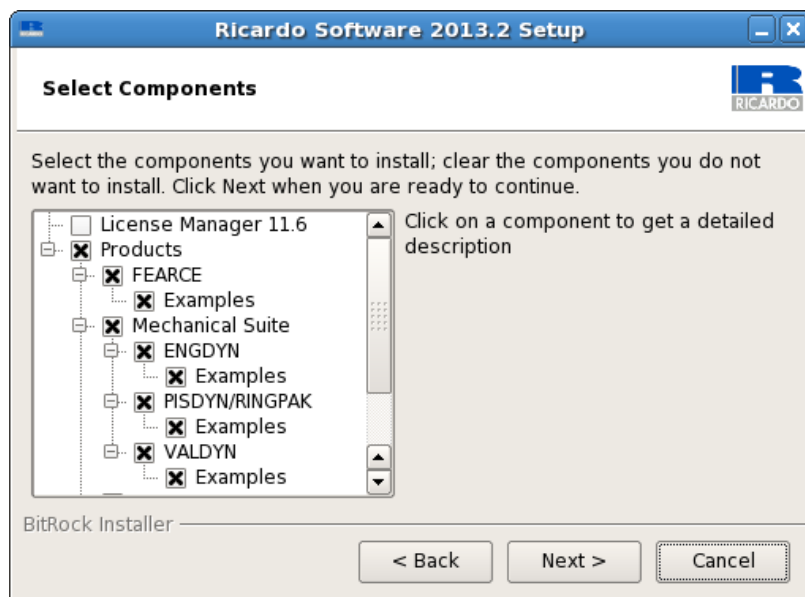 Ricardo Software 2013.2 Setup
Select Components
RICARDO
Select the components you want to install; clear the components you do not
want to install. Click Next when you are ready to continue.
License Manager 11.6
Products
FEARCE
Examples
Mechanical Suite
ENGDYN
Examples
PISDYN/RINGPAK
Examples
VALDYN
Examples
Click on a component to get a detailed
description
BitRock Installer
< Back
Next >
Cancel